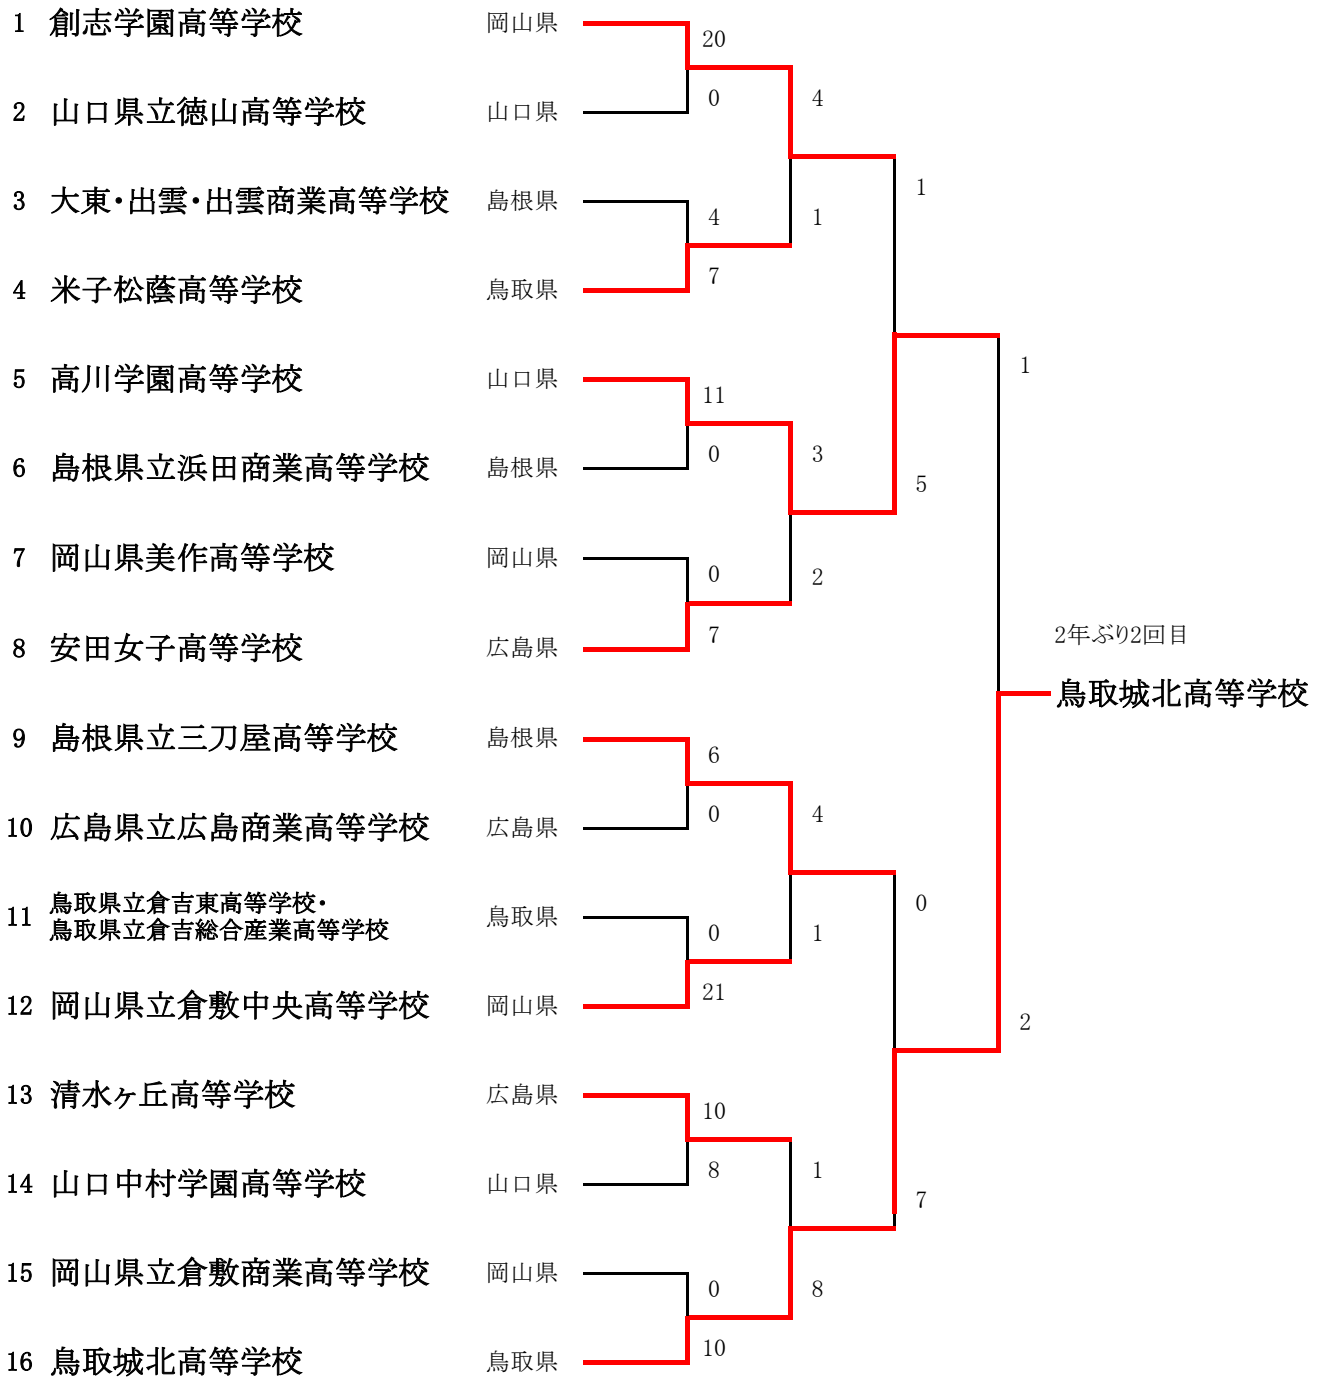 1 創志学園高等学校 岡山県
20
0
4
2 山口県立徳山高等学校 山口県
1
3 大東・出雲・出雲商業高等学校 島根県
4
1
7
4 米子松蔭高等学校 鳥取県
1
5 高川学園高等学校 山口県
11
0
3
6 島根県立浜田商業高等学校 島根県
5
7 岡山県美作高等学校 岡山県
0
2
7
8 安田女子高等学校 広島県
2年ぶり2回目
鳥取城北高等学校
9 島根県立三刀屋高等学校 島根県
6
0
4
10 広島県立広島商業高等学校 広島県
0
11 鳥取県立倉吉東高等学校・
鳥取県立倉吉総合産業高等学校 鳥取県
0
1
21
12 岡山県立倉敷中央高等学校 岡山県
2
13 清水ヶ丘高等学校 広島県
10
8
1
14 山口中村学園高等学校 山口県
7
15 岡山県立倉敷商業高等学校 岡山県
0
8
10
16 鳥取城北高等学校 鳥取県